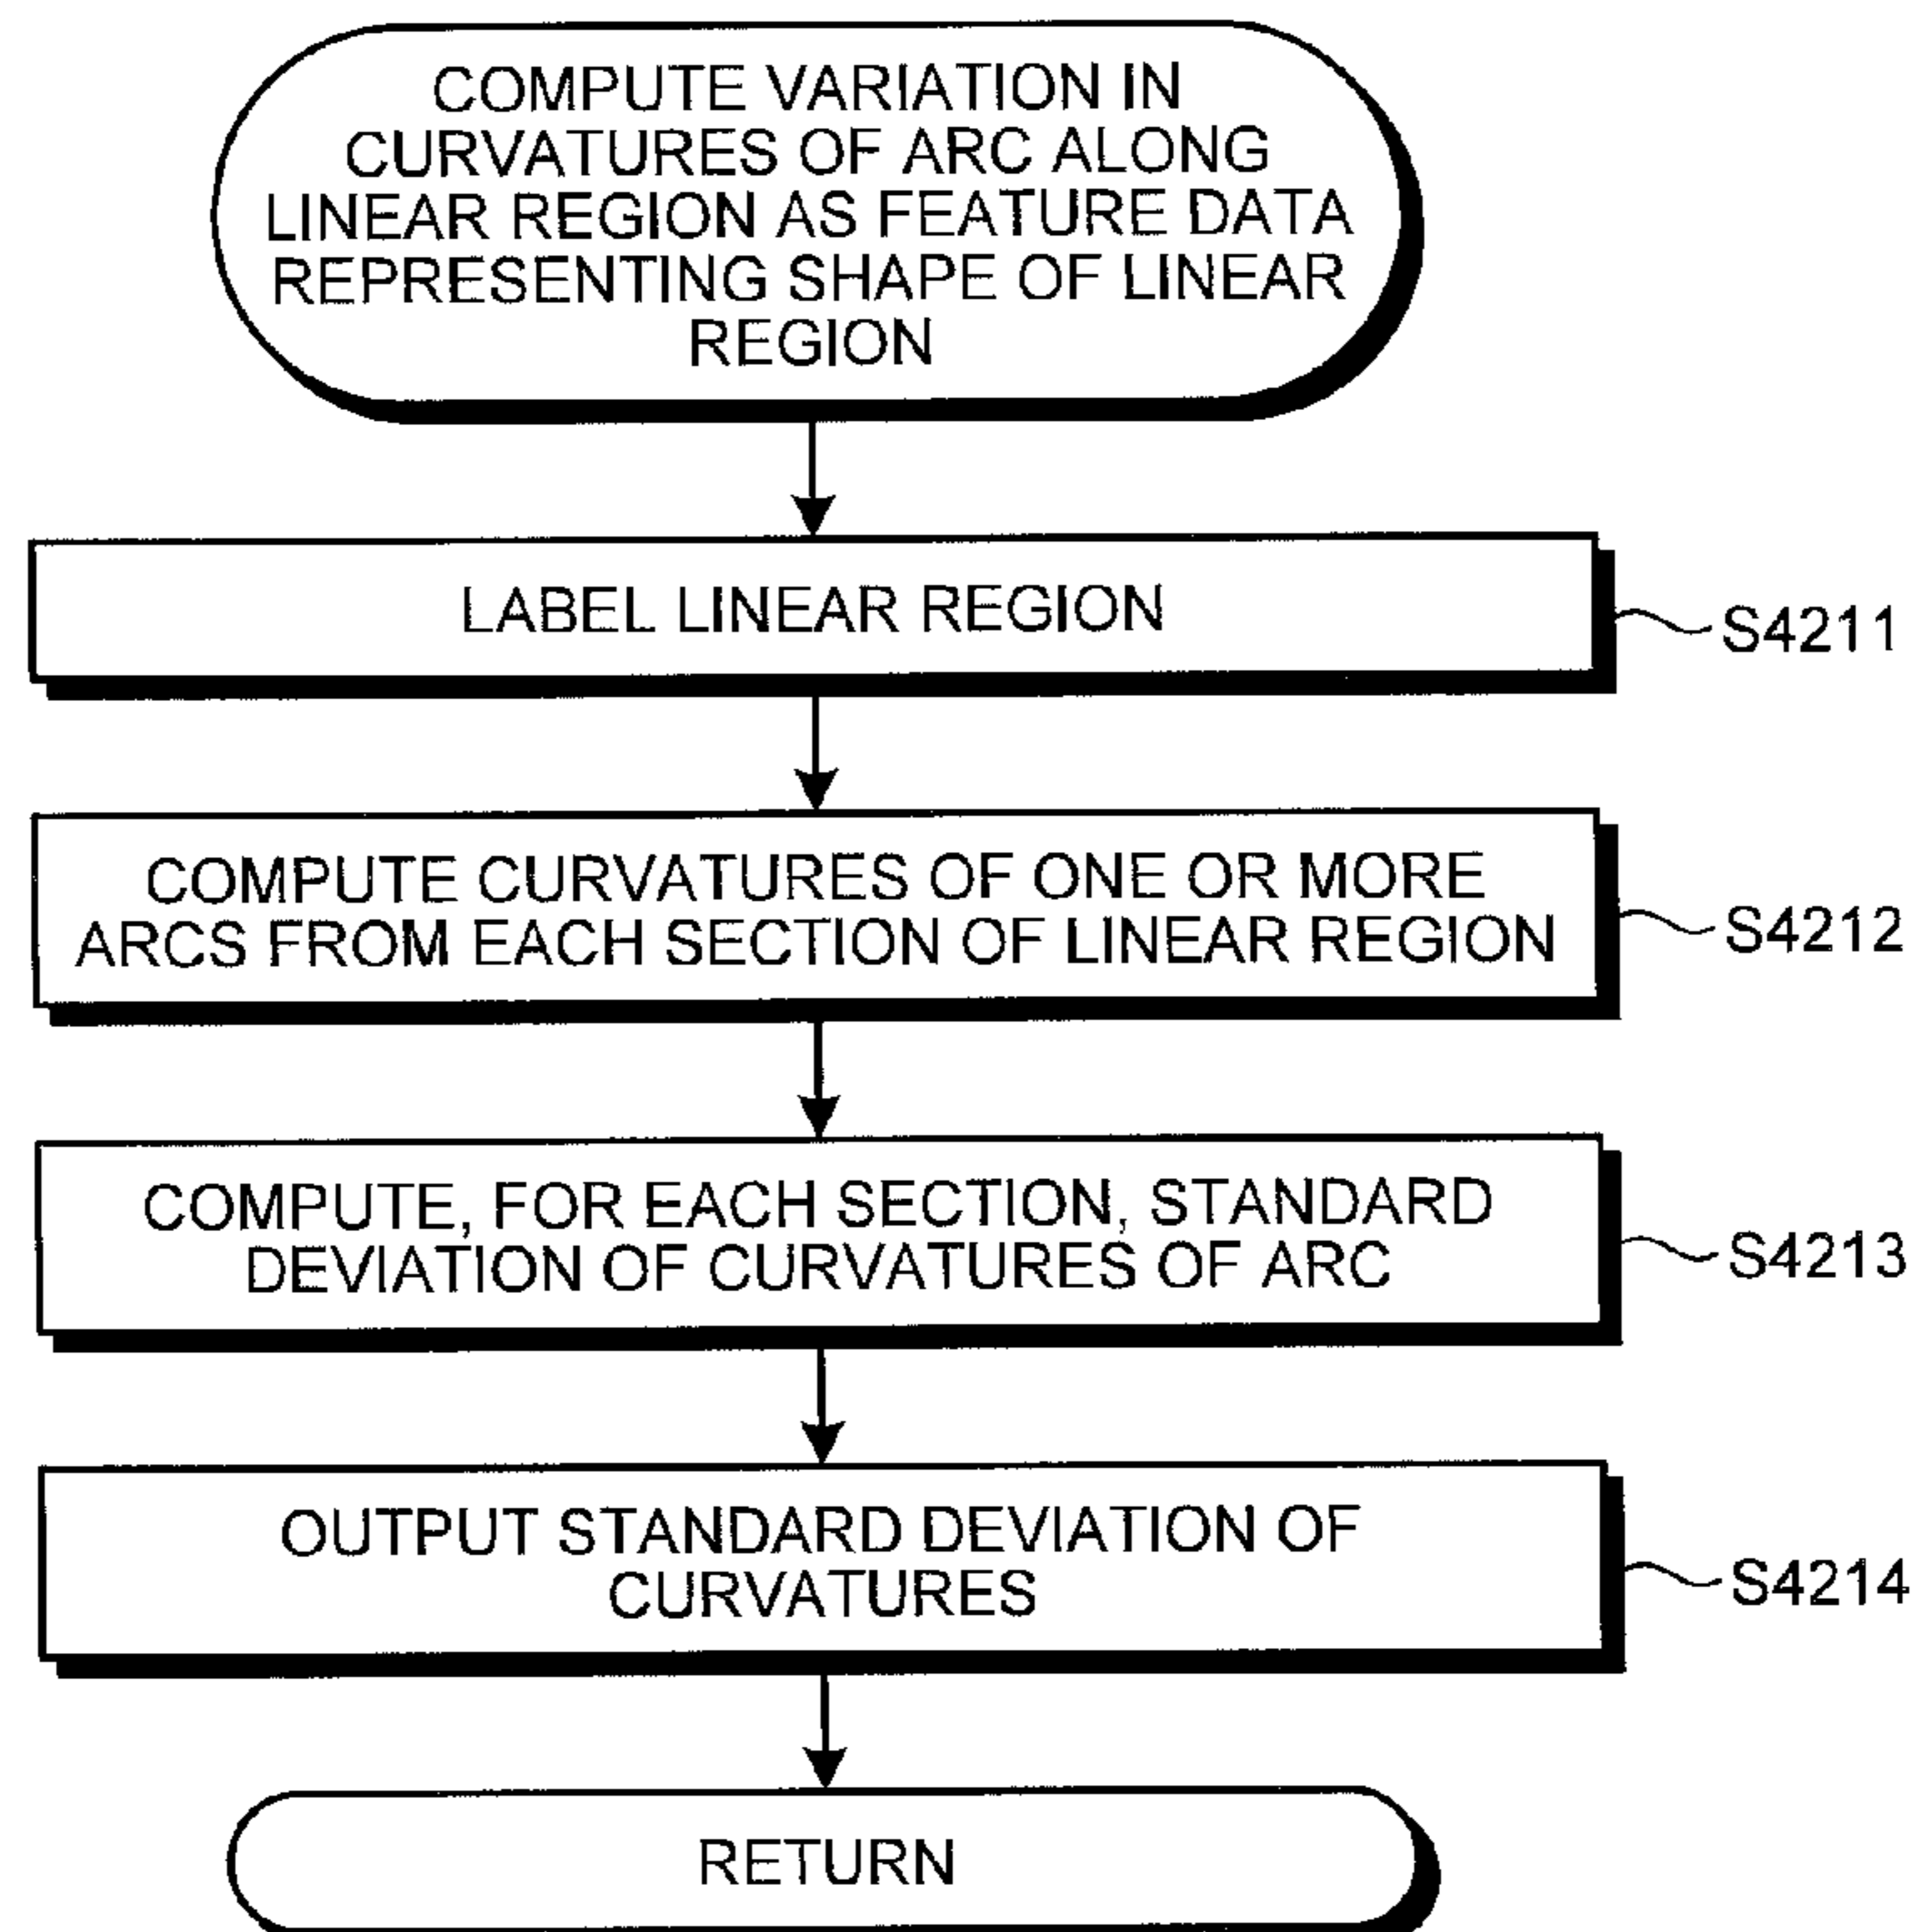 COMPUTE VARIATION IN
CURVATURES OF ARC ALONG
LINEAR REGION AS FEATURE DATA
REPRESENTING SHAPE OF LINEAR
REGION
LABEL LINEAR REGION
S4211
COMPUTE CURVATURES OF ONE OR MORE
ARCS FROM EACH SECTION OF LINEAR REGION
S4212
COMPUTE, FOR EACH SECTION, STANDARD
DEVIATION OF CURVATURES OF ARC
S4213
OUTPUT STANDARD DEVIATION OF
CURVATURES
S4214
RETURN